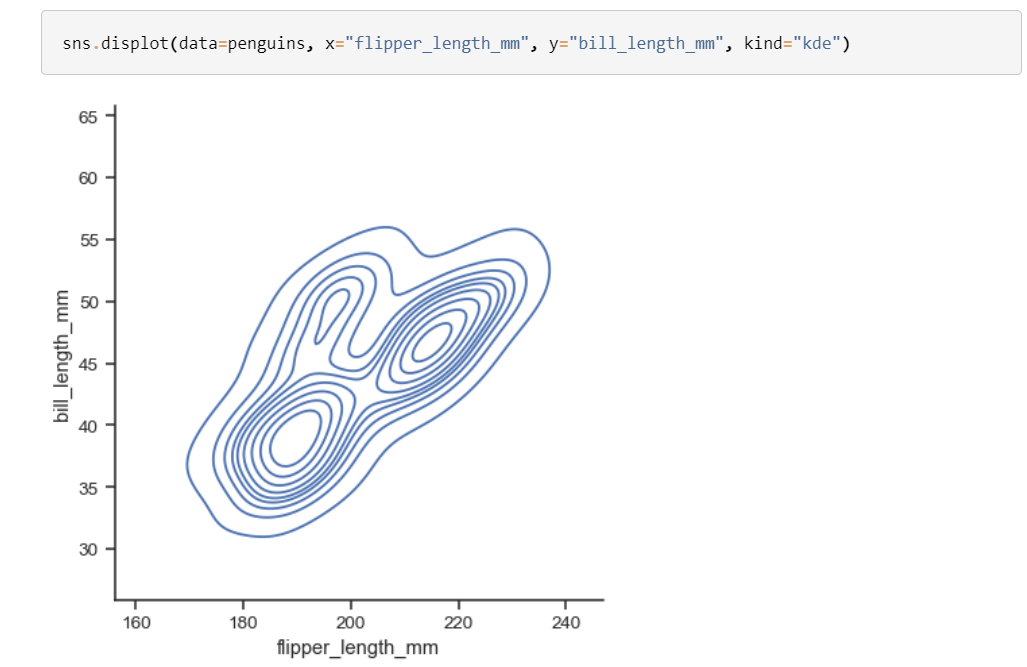 sns.displot(data=penguins, x="flipper_length_mm", y="bill_length_mm", kind="kde")
65
60
55
50
45
40
35
30
bill_length_mm
160 180 200 220 240
flipper_length_mm